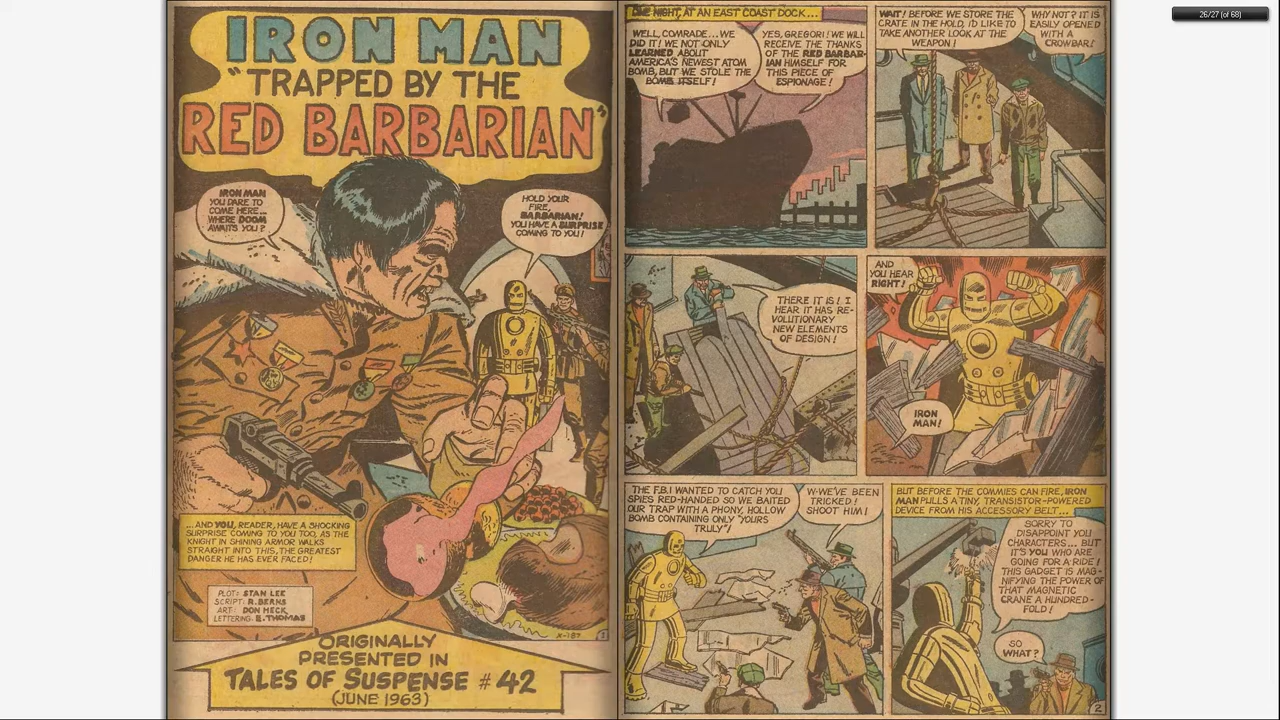 26/27 (of 68)
IRON MAN
"TRAPPED BY THE
RED BARBARIAN"
IRON MAN
YOU DARE TO
COME HERE...
WHERE DOOM
AWAITS YOU?
HOLD YOUR
FIRE,
BARBARIAN!
YOU HAVE A SURPRISE
COMING TO YOU!
...AND YOU, READER, HAVE A SHOCKING
SURPRISE COMING TO YOU TOO, AS THE
KNIGHT IN SHINING ARMOR WALKS
STRAIGHT INTO THIS, THE GREATEST
DANGER HE HAS EVER FACED!
PLOT: STAN LEE
SCRIPT: R. BERNS
ART: DON HECK
LETTERING: E. THOMAS
X-187
1
ORIGINALLY
PRESENTED IN
TALES OF SUSPENSE #42
(JUNE 1963)
ONE NIGHT, AT AN EAST COAST DOCK...
WELL, COMRADE...WE
DID IT! WE NOT ONLY
LEARNED ABOUT
AMERICA'S NEWEST ATOM
BOMB, BUT WE STOLE THE
BOMB ITSELF!
YES, GREGORI! WE WILL
RECEIVE THE THANKS
OF THE RED BARBAR-
IAN HIMSELF FOR
THIS PIECE OF
ESPIONAGE!
WAIT! BEFORE WE STORE THE
CRATE IN THE HOLD, I'D LIKE TO
TAKE ANOTHER LOOK AT THE
WEAPON!
WHY NOT? IT IS
EASILY OPENED
WITH A
CROWBAR!
THERE IT IS! I
HEAR IT HAS RE-
VOLUTIONARY
NEW ELEMENTS
OF DESIGN!
AND
YOU HEAR
RIGHT!
IRON
MAN!
THE F.B.I. WANTED TO CATCH YOU
SPIES RED-HANDED SO WE BAITED
OUR TRAP WITH A PHONY, HOLLOW
BOMB CONTAINING ONLY "YOURS
TRULY"!
W-WE'VE BEEN
TRICKED!
SHOOT HIM!
BUT BEFORE THE COMMIES CAN FIRE, IRON
MAN PULLS A TINY, TRANSISTOR-POWERED
DEVICE FROM HIS ACCESSORY BELT...
SORRY TO
DISAPPOINT YOU
CHARACTERS... BUT
IT'S YOU WHO ARE
GOING FOR A RIDE!
THIS GADGET IS MAG-
NIFYING THE POWER OF
THAT MAGNETIC
CRANE A HUNDRED-
FOLD!
SO
WHAT?
2